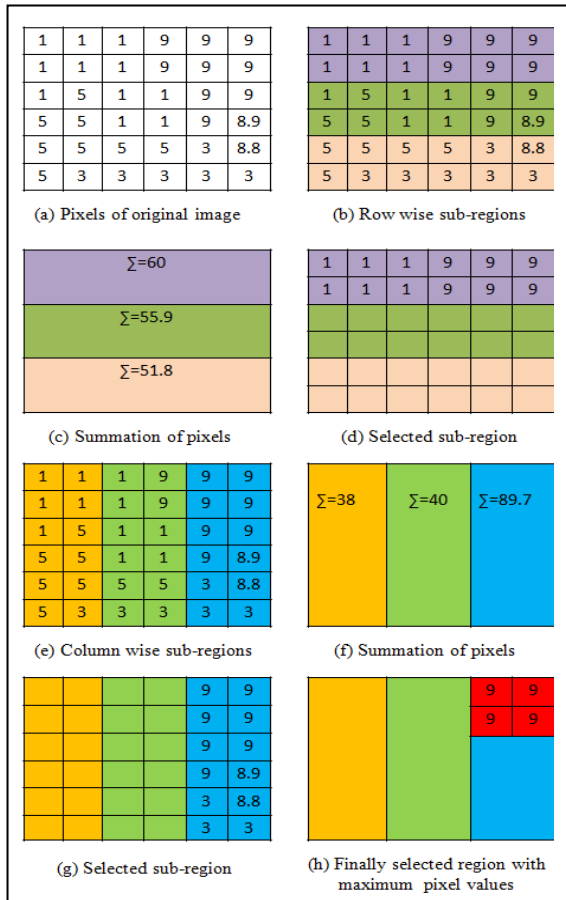 1 1 1 9 9 9
1 1 1 9 9 9
1 5 1 1 9 9
5 5 1 1 9 8.9
5 5 5 5 3 8.8
5 3 3 3 3 3
(a) Pixels of original image
1 1 1 9 9 9
1 1 1 9 9 9
1 5 1 1 9 9
5 5 1 1 9 8.9
5 5 5 5 3 8.8
5 3 3 3 3 3
(b) Row wise sub-regions
∑=60
∑=55.9
∑=51.8
(c) Summation of pixels
1 1 1 9 9 9
1 1 1 9 9 9
(d) Selected sub-region
1 1 1 9 9 9
1 1 1 9 9 9
1 5 1 1 9 9
5 5 1 1 9 8.9
5 5 5 5 3 8.8
5 3 3 3 3 3
(e) Column wise sub-regions
∑=38 ∑=40 ∑=89.7
(f) Summation of pixels
9 9
9 9
9 9
9 8.9
3 8.8
3 3
(g) Selected sub-region
9 9
9 9
(h) Finally selected region with
maximum pixel values